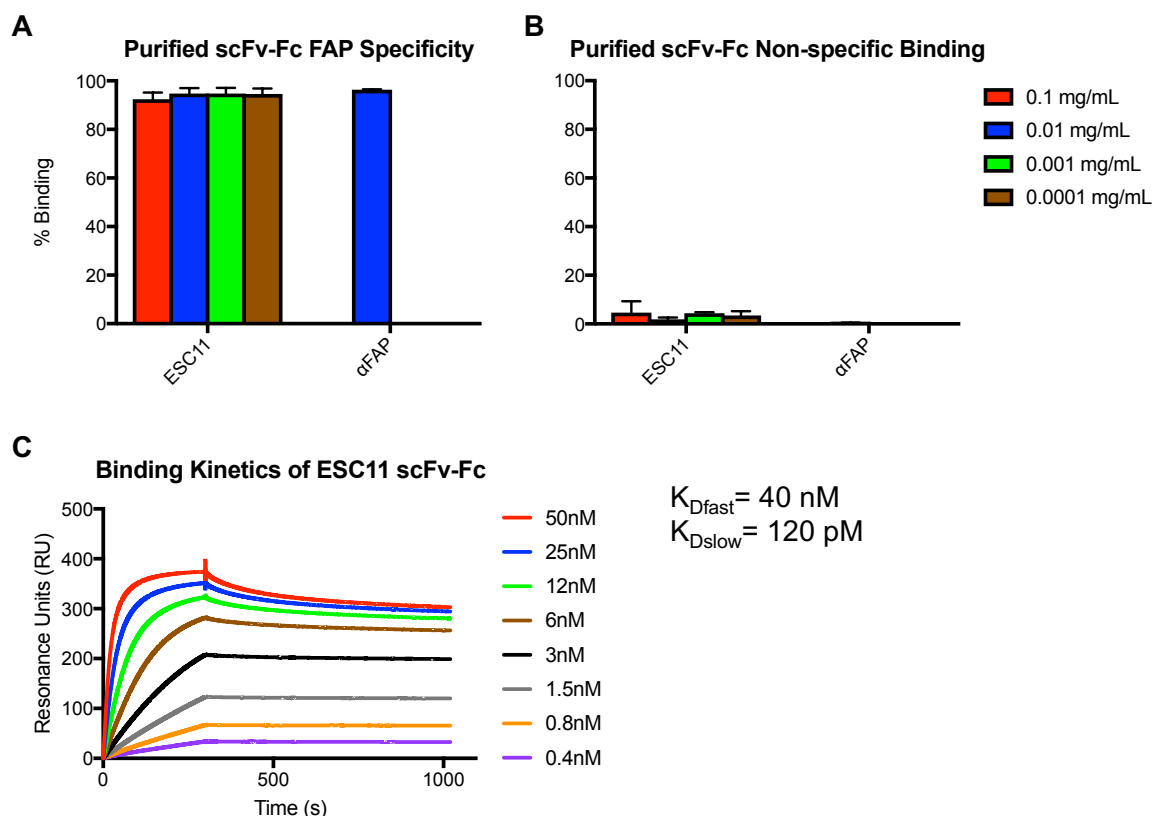 A
Purified scFv-Fc FAP Specificity
% Binding
100
80
60
40
20
0
ESC11
αFAP
B
Purified scFv-Fc Non-specific Binding
100
80
60
40
20
0
ESC11
αFAP
0.1 mg/mL
0.01 mg/mL
0.001 mg/mL
0.0001 mg/mL
C
Binding Kinetics of ESC11 scFv-Fc
Resonance Units (RU)
500
400
300
200
100
0
0
500
1000
Time (s)
50nM
25nM
12nM
6nM
3nM
1.5nM
0.8nM
0.4nM
KDfast= 40 nM
KDslow= 120 pM